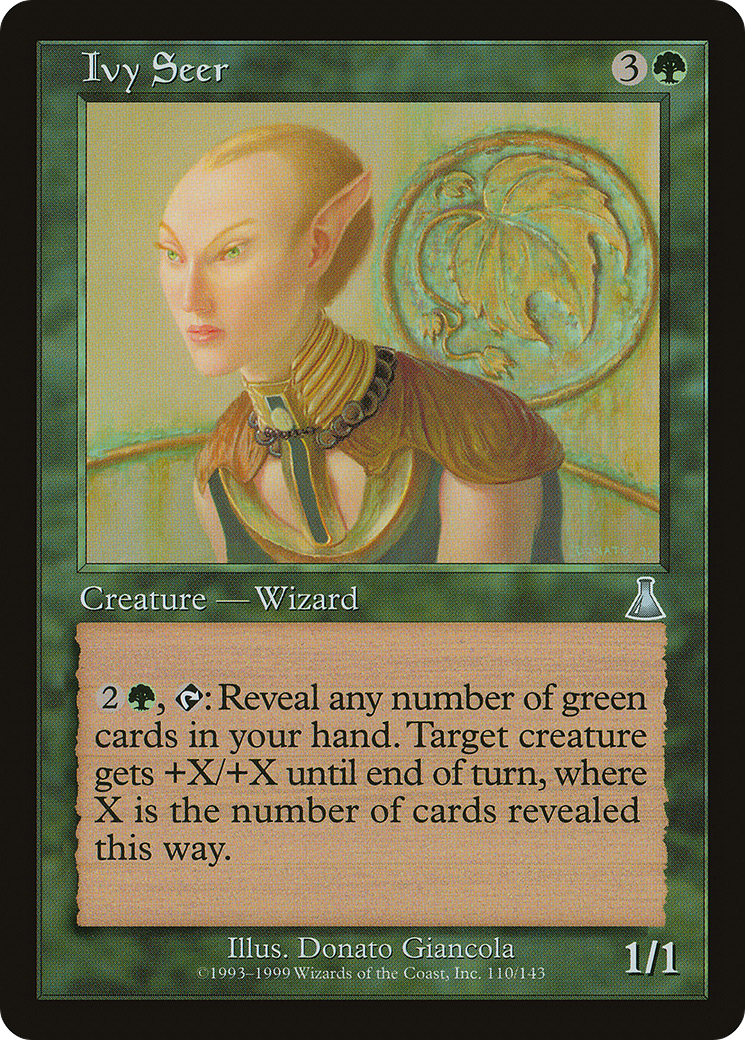 Ivy Seer 3
DONATO
Creature — Wizard
2, : Reveal any number of green
cards in your hand. Target creature
gets +X/+X until end of turn, where
X is the number of cards revealed
this way.
Illus. Donato Giancola
©1993–1999 Wizards of the Coast, Inc. 110/143
1/1